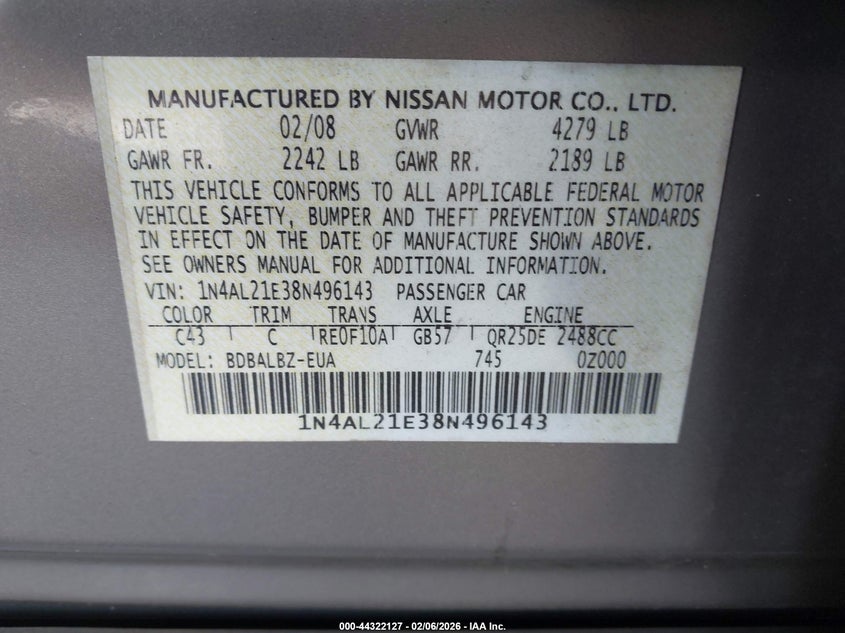 MANUFACTURED BY NISSAN MOTOR CO., LTD.
DATE 02/08 GVWR 4279 LB
GAWR FR. 2242 LB GAWR RR. 2189 LB
THIS VEHICLE CONFORMS TO ALL APPLICABLE FEDERAL MOTOR
VEHICLE SAFETY, BUMPER AND THEFT PREVENTION STANDARDS
IN EFFECT ON THE DATE OF MANUFACTURE SHOWN ABOVE.
SEE OWNERS MANUAL FOR ADDITIONAL INFORMATION.
VIN: 1N4AL21E38N496143 PASSENGER CAR
COLOR TRIM TRANS AXLE ENGINE
C43 C RE0F10A GB57 QR25DE 2488CC
MODEL: BDBALBZ-EUA 745 0Z000
1N4AL21E38N496143
000-44322127 - 02/06/2026 - IAA Inc.